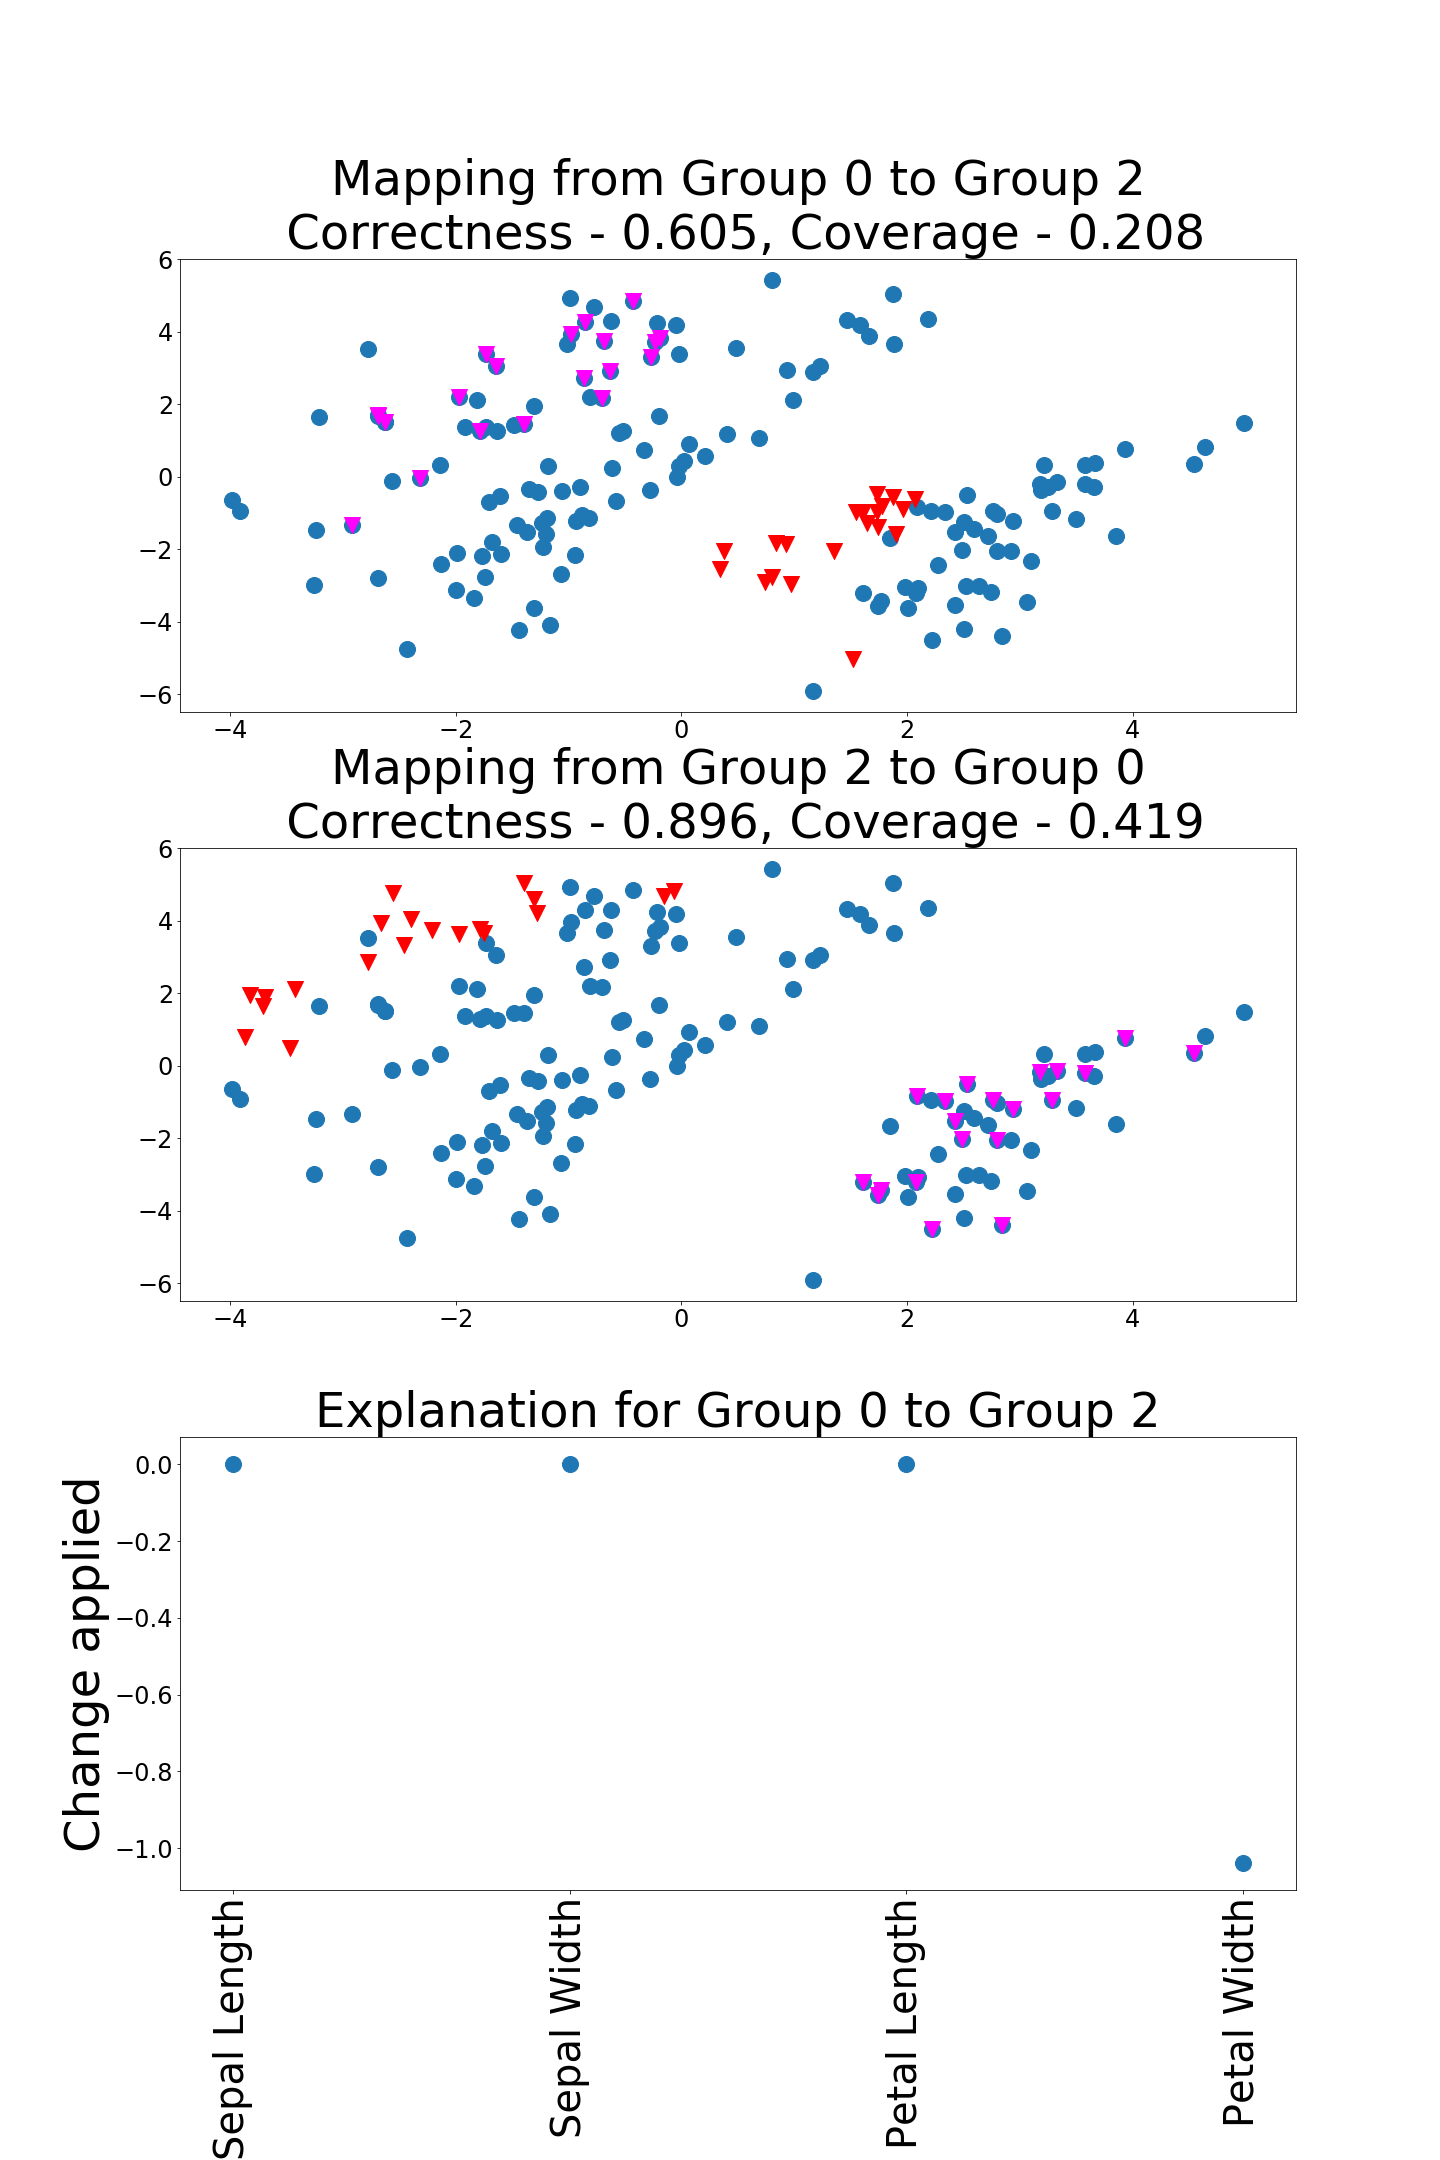 Mapping from Group 0 to Group 2
Correctness - 0.605, Coverage - 0.208
6
4
2
0
−2
−4
−6
−4 −2 0 2 4
Mapping from Group 2 to Group 0
Correctness - 0.896, Coverage - 0.419
6
4
2
0
−2
−4
−6
−4 −2 0 2 4
Explanation for Group 0 to Group 2
Change applied
0.0
−0.2
−0.4
−0.6
−0.8
−1.0
Sepal Length
Sepal Width
Petal Length
Petal Width